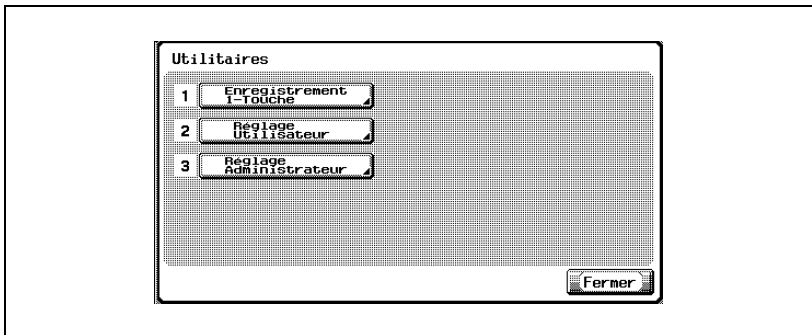 Utilitaires
1 Enregistrement
1-Touche
2 Réglage
Utilisateur
3 Réglage
Administrateur
Fermer